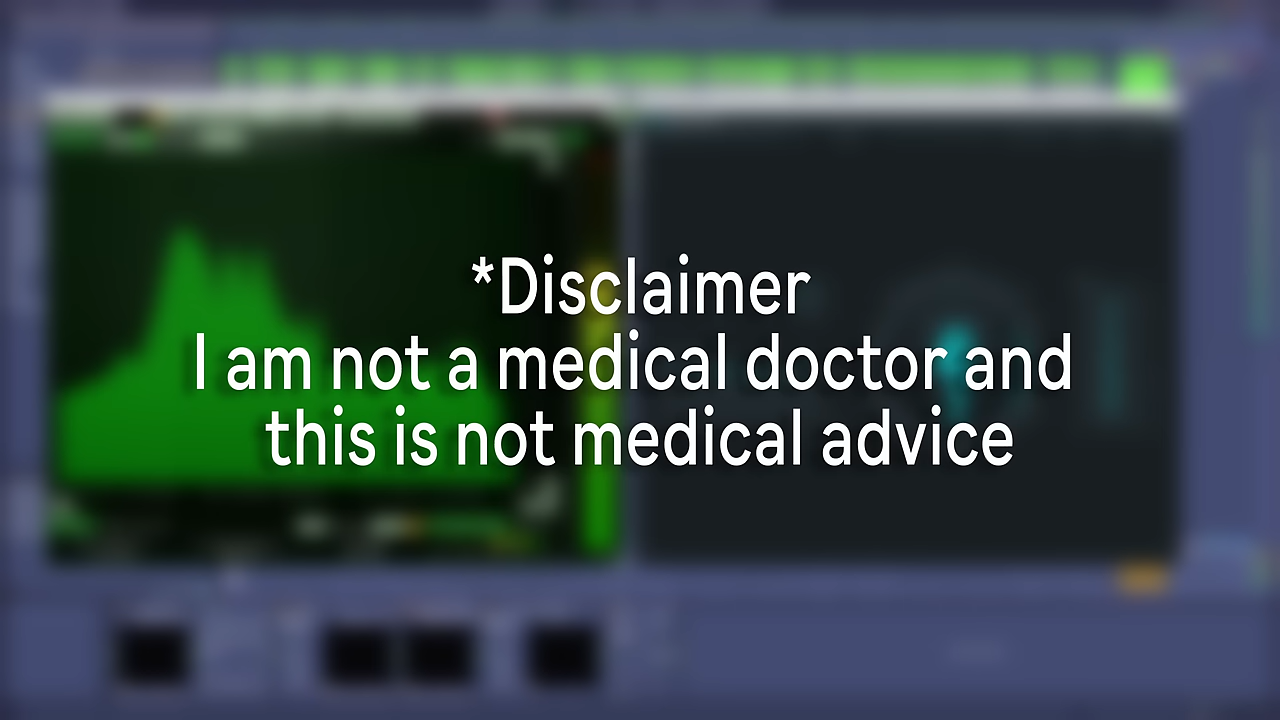 *Disclaimer
I am not a medical doctor and
this is not medical advice